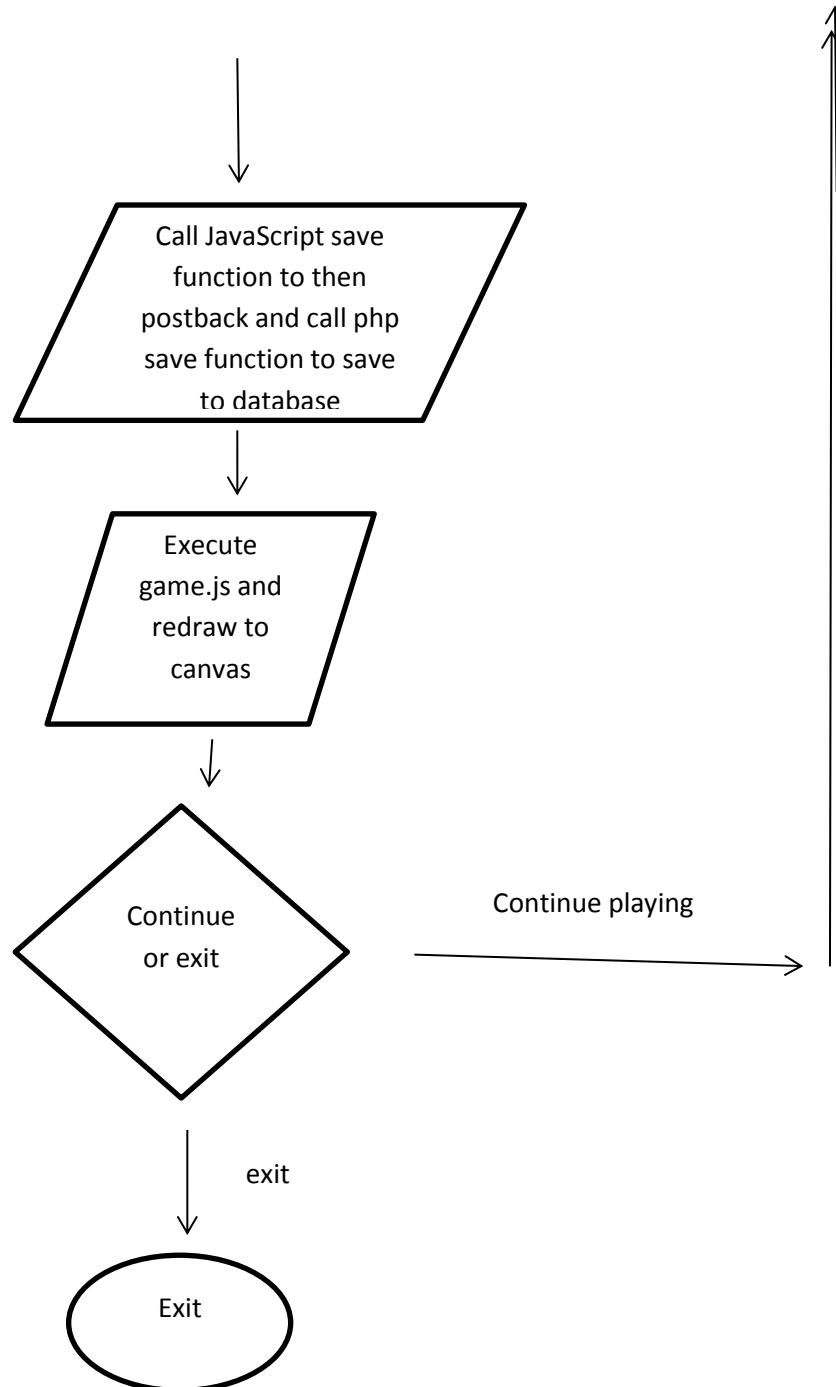 Call JavaScript save
function to then
postback and call php
save function to save
to database
Execute
game.js and
redraw to
canvas
Continue
or exit
Continue playing
exit
Exit